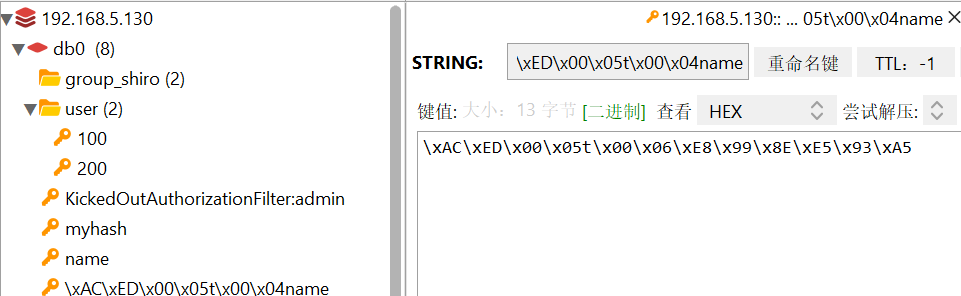 192.168.5.130
db0 (8)
group_shiro (2)
user (2)
100
200
KickedOutAuthorizationFilter:admin
myhash
name
\xAC\xED\x00\x05t\x00\x04name
192.168.5.130:: ... 05t\x00\x04name
STRING: \xED\x00\x05t\x00\x04name 重命名键 TTL: -1
键值: 大小: 13 字节 [二进制] 查看 HEX 尝试解压:
\xAC\xED\x00\x05t\x00\x06\xE8\x99\x8E\xE5\x93\xA5